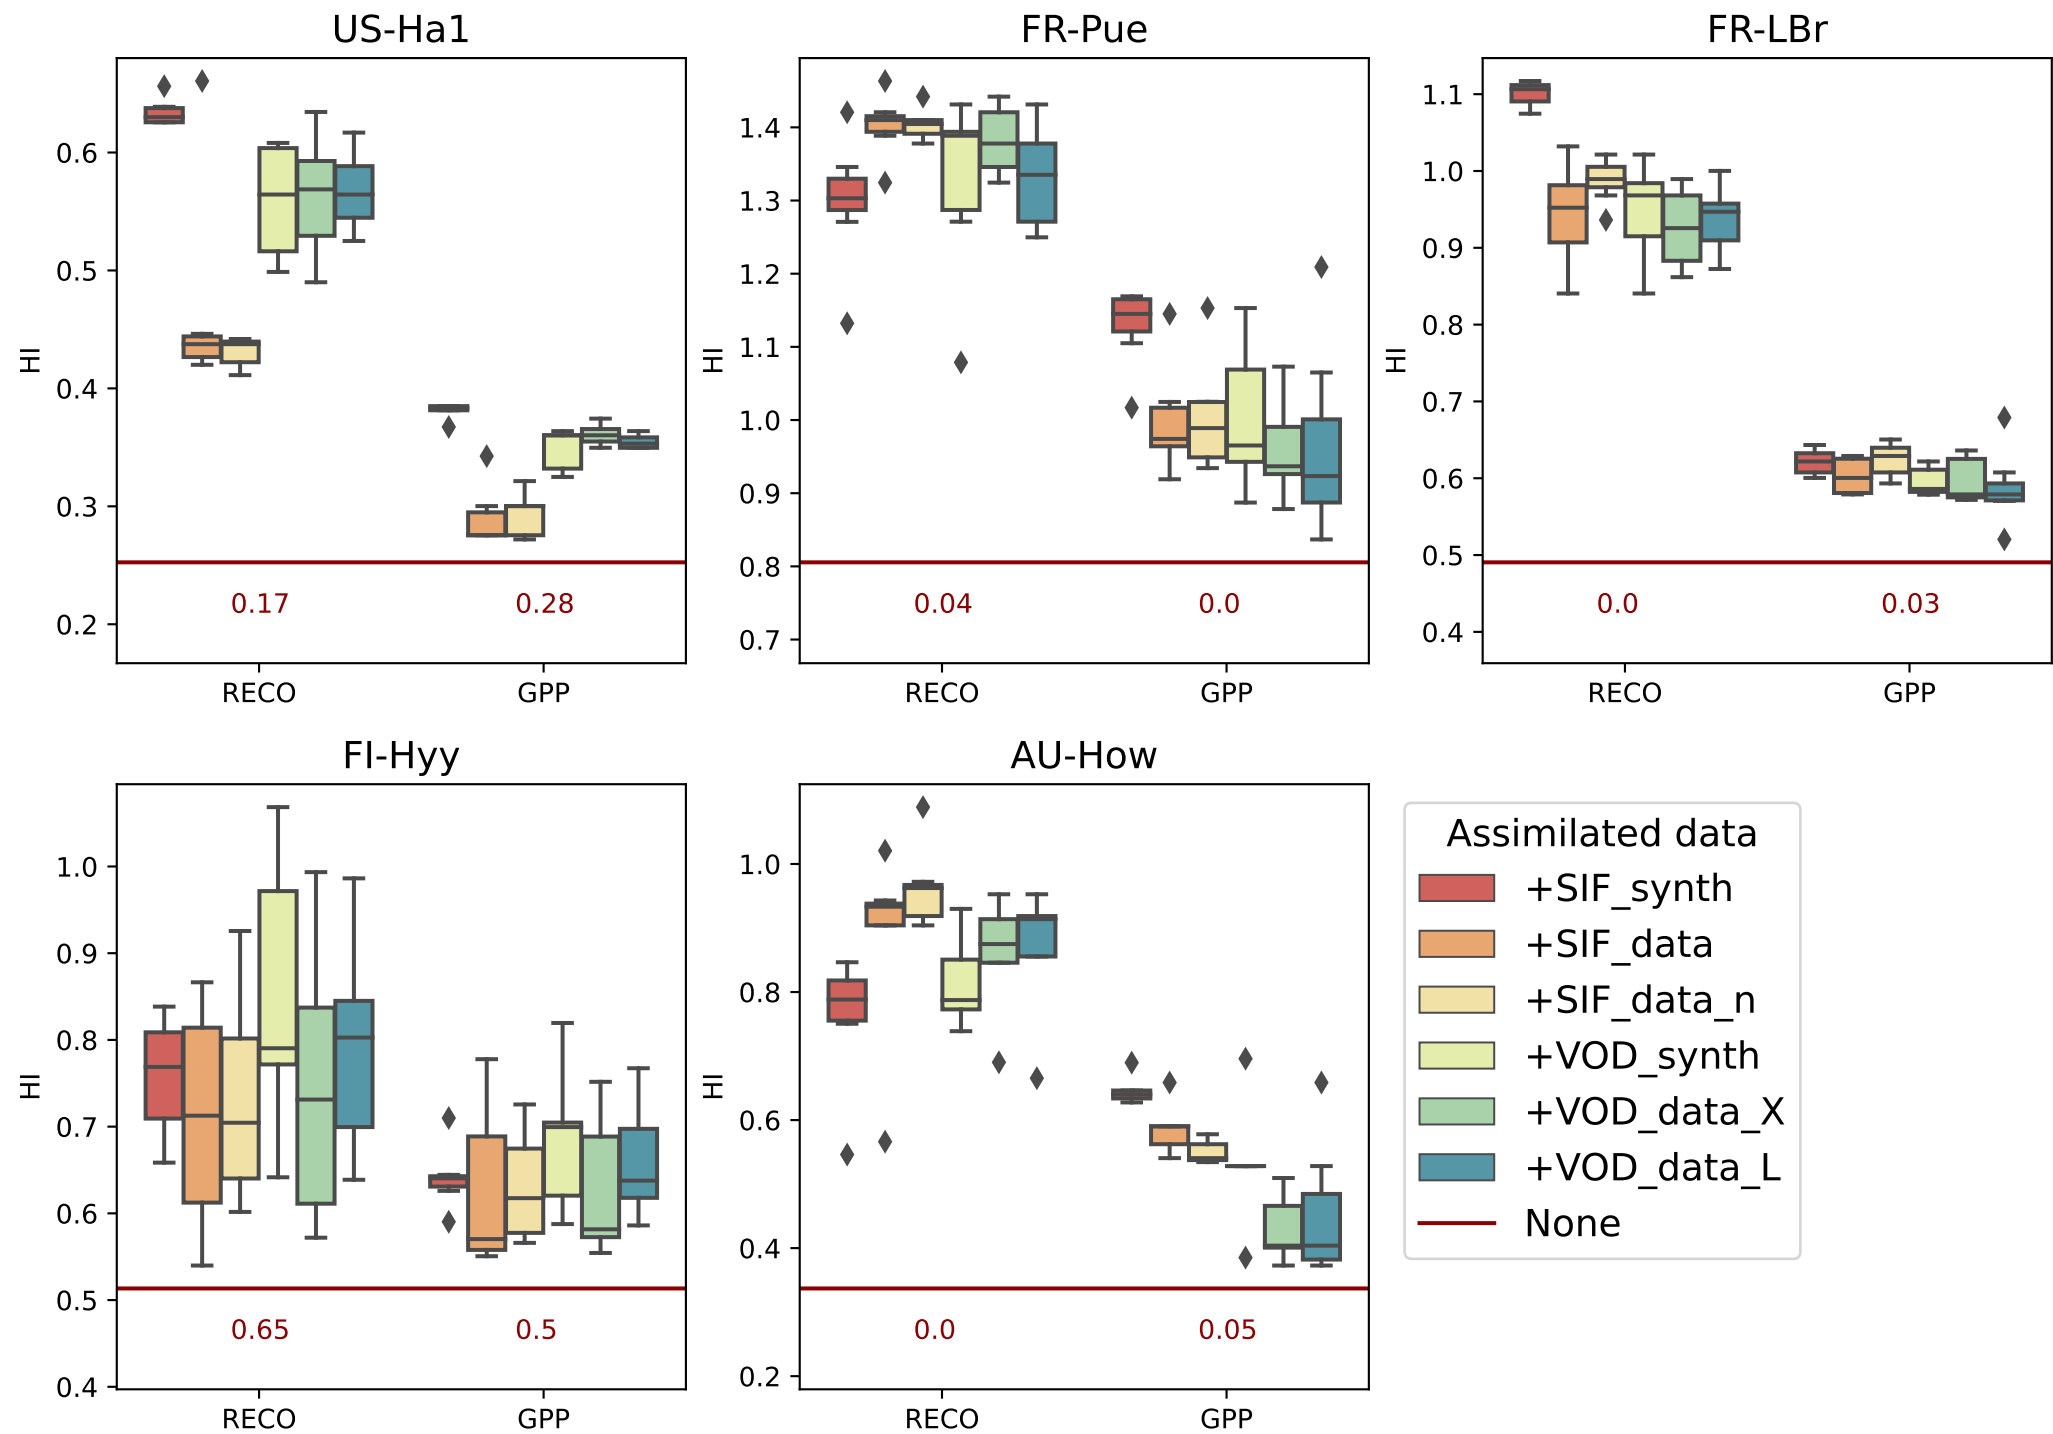 US-Ha1
HI
0.6
0.5
0.4
0.3
0.2
0.17 0.28
RECO GPP
FR-Pue
HI
1.4
1.3
1.2
1.1
1.0
0.9
0.8
0.7
0.04 0.0
RECO GPP
FR-LBr
HI
1.1
1.0
0.9
0.8
0.7
0.6
0.5
0.4
0.0 0.03
RECO GPP
FI-Hyy
HI
1.0
0.9
0.8
0.7
0.6
0.5
0.4
0.65 0.5
RECO GPP
AU-How
HI
1.0
0.8
0.6
0.4
0.2
0.0 0.05
RECO GPP
Assimilated data
+SIF_synth
+SIF_data
+SIF_data_n
+VOD_synth
+VOD_data_X
+VOD_data_L
None